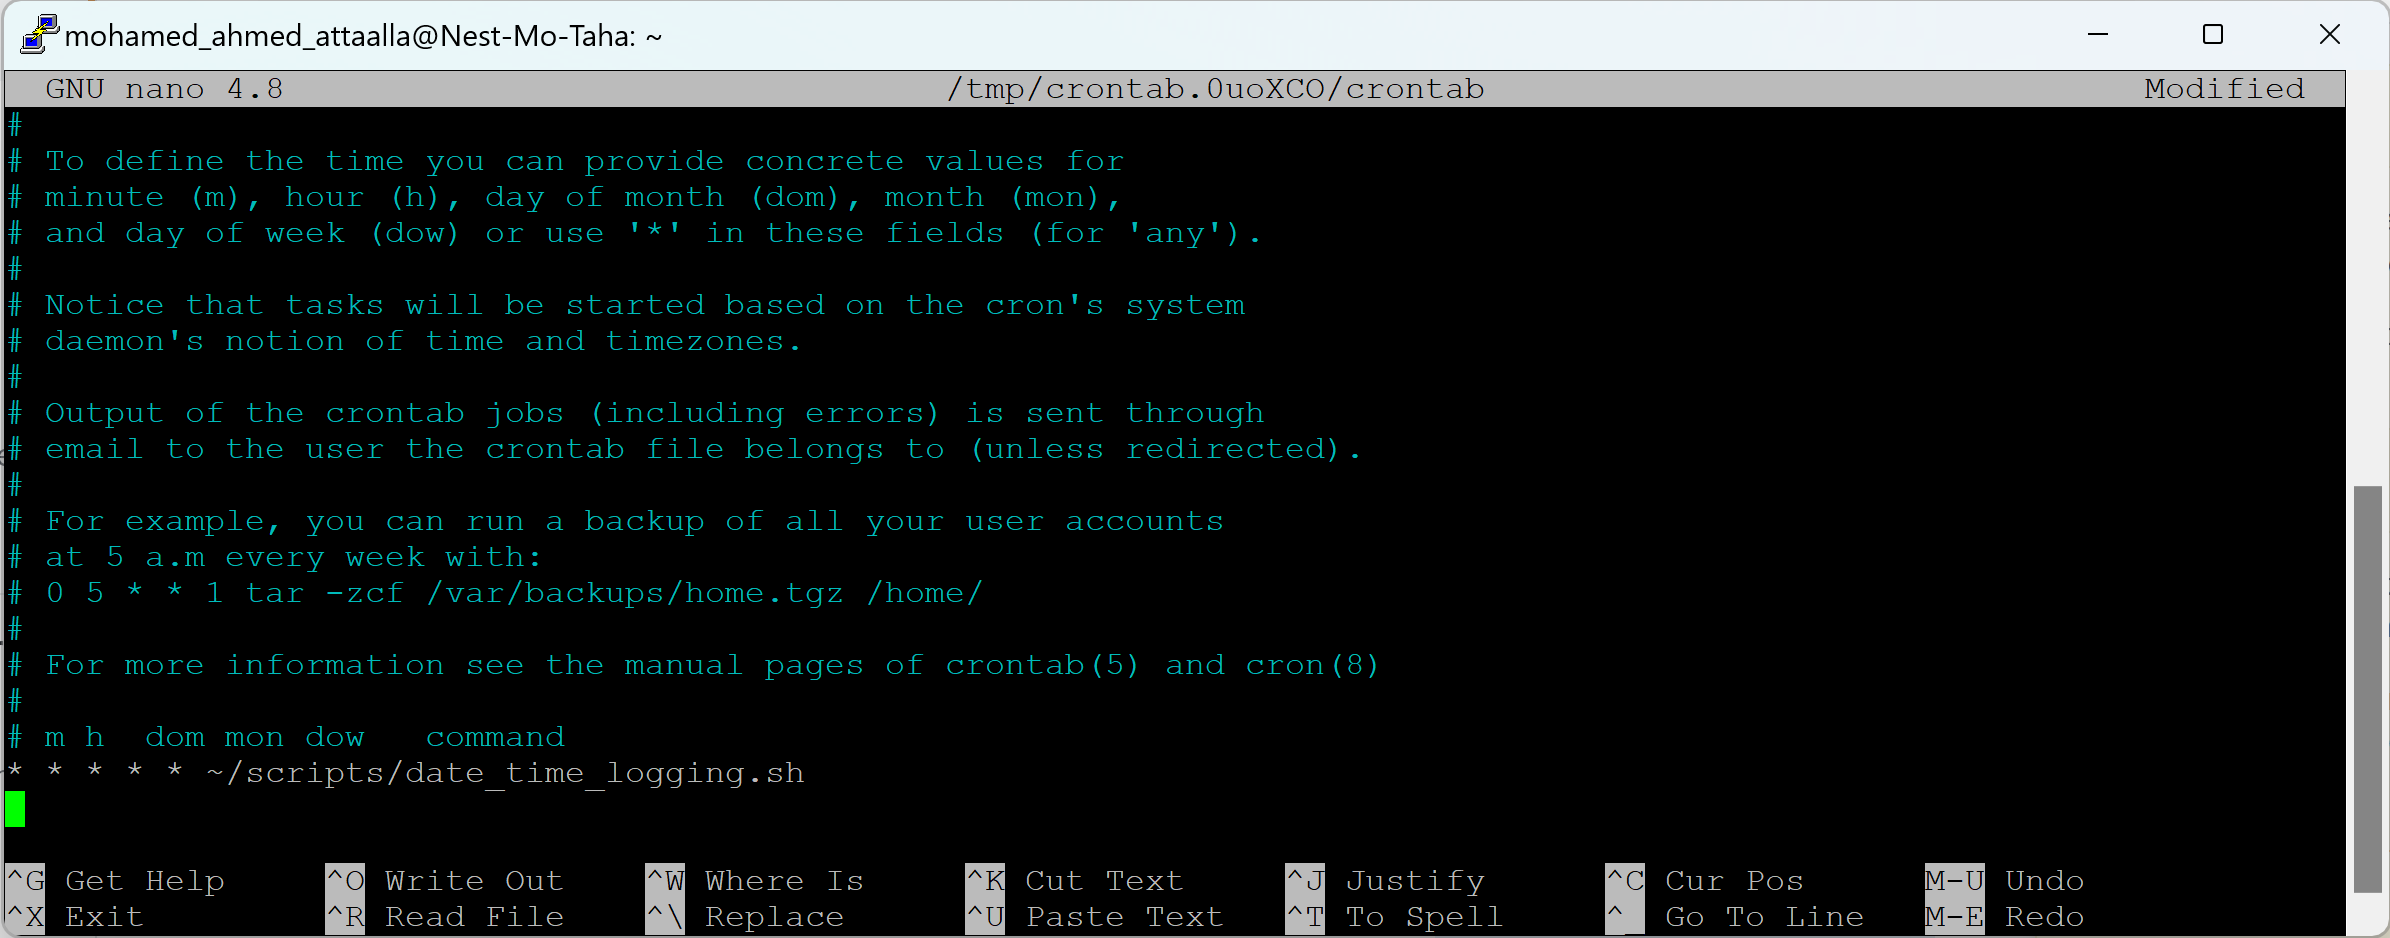 mohamed_ahmed_attaalla@Nest-Mo-Taha: ~
GNU nano 4.8 /tmp/crontab.0uoXCO/crontab Modified
#
# To define the time you can provide concrete values for
# minute (m), hour (h), day of month (dom), month (mon),
# and day of week (dow) or use '*' in these fields (for 'any').
#
# Notice that tasks will be started based on the cron's system
# daemon's notion of time and timezones.
#
# Output of the crontab jobs (including errors) is sent through
# email to the user the crontab file belongs to (unless redirected).
#
# For example, you can run a backup of all your user accounts
# at 5 a.m every week with:
# 0 5 * * 1 tar -zcf /var/backups/home.tgz /home/
#
# For more information see the manual pages of crontab(5) and cron(8)
#
# m h  dom mon dow   command
* * * * * ~/scripts/date_time_logging.sh
^G Get Help ^O Write Out ^W Where Is ^K Cut Text ^J Justify ^C Cur Pos M-U Undo
^X Exit ^R Read File ^\ Replace ^U Paste Text ^T To Spell ^_ Go To Line M-E Redo